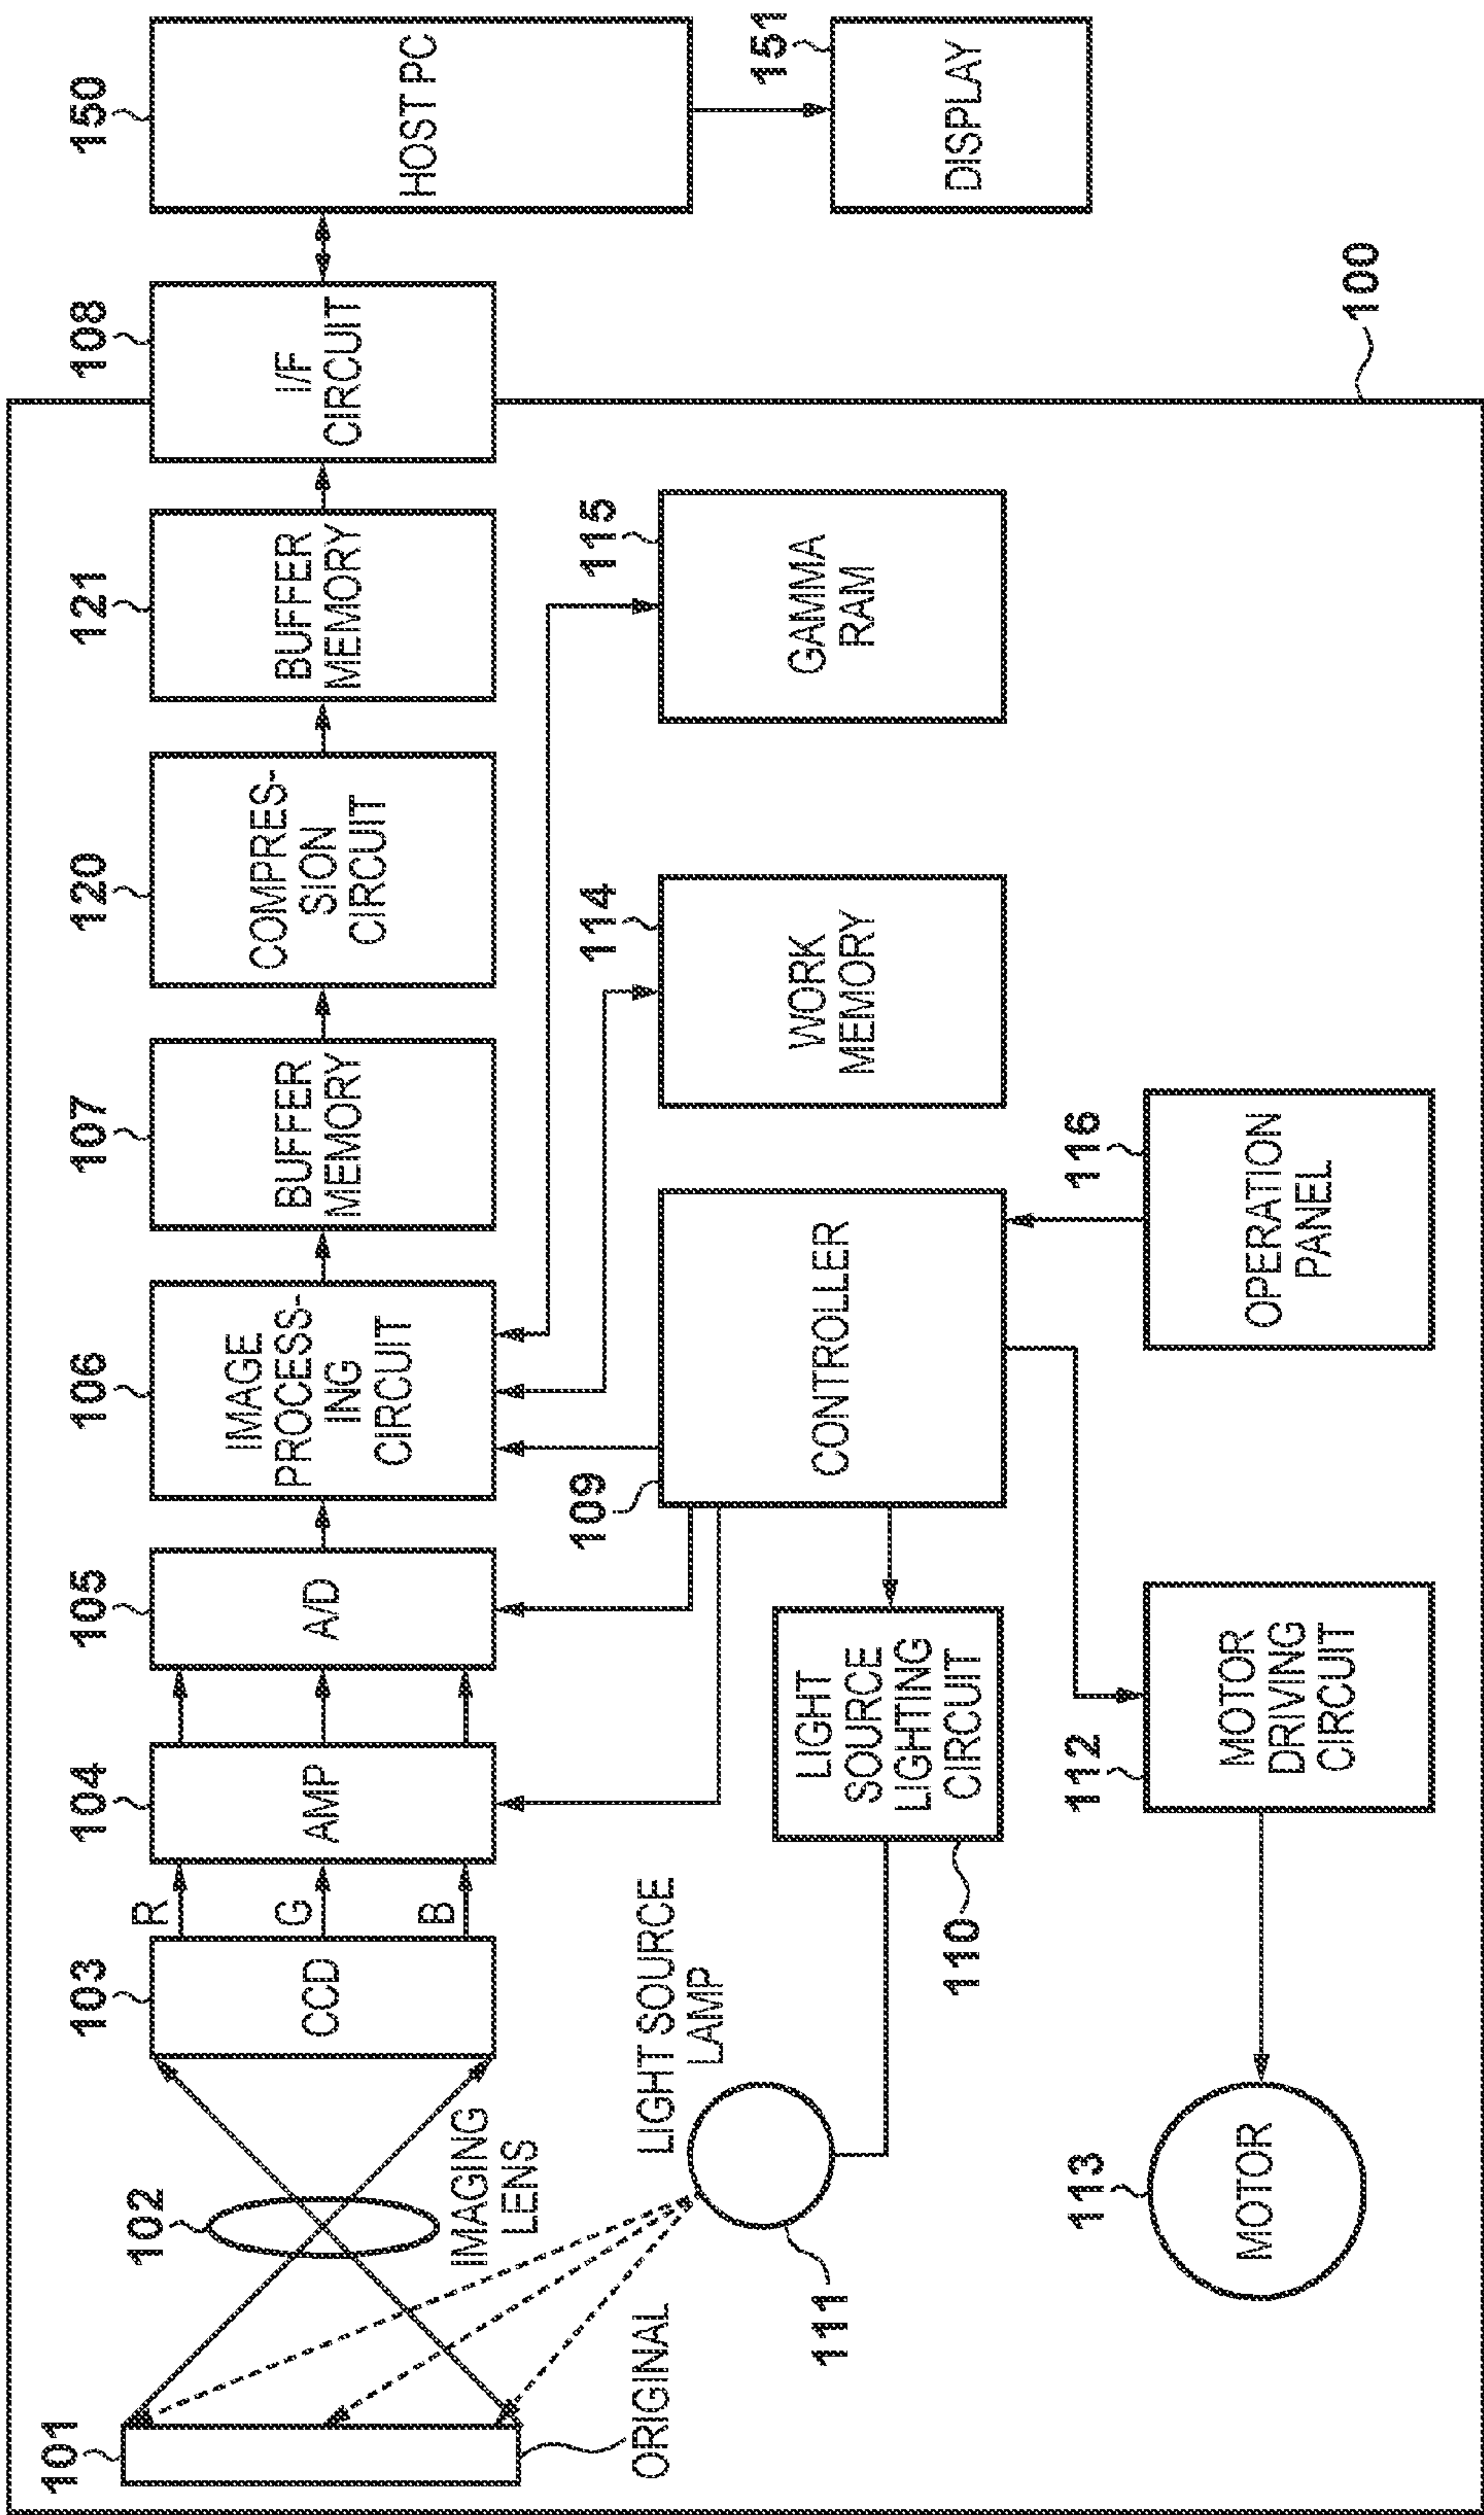 101
ORIGINAL
102
IMAGING
LENS
103
CCD
R
G
B
104
AMP
105
A/D
106
IMAGE
PROCESS-
ING
CIRCUIT
107
BUFFER
MEMORY
120
COMPRES-
SION
CIRCUIT
121
BUFFER
MEMORY
108
I/F
CIRCUIT
150
HOST PC
151
DISPLAY
LIGHT SOURCE
LAMP
111
110
LIGHT
SOURCE
LIGHTING
CIRCUIT
109
CONTROLLER
114
WORK
MEMORY
115
GAMMA
RAM
113
MOTOR
112
MOTOR
DRIVING
CIRCUIT
116
OPERATION
PANEL
100